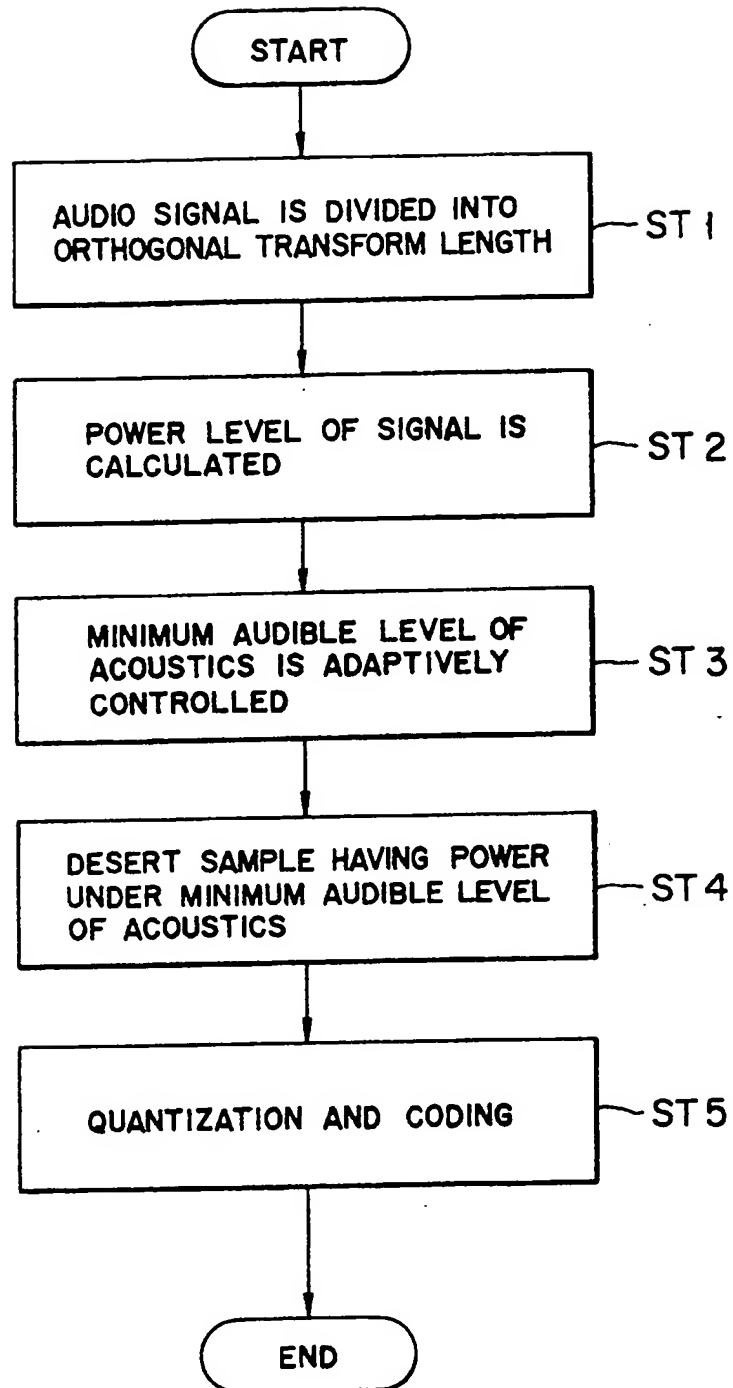 START
AUDIO SIGNAL IS DIVIDED INTO
ORTHOGONAL TRANSFORM LENGTH
ST 1
POWER LEVEL OF SIGNAL IS
CALCULATED
ST 2
MINIMUM AUDIBLE LEVEL OF
ACOUSTICS IS ADAPTIVELY
CONTROLLED
ST 3
DESERT SAMPLE HAVING POWER
UNDER MINIMUM AUDIBLE LEVEL
OF ACOUSTICS
ST 4
QUANTIZATION AND CODING
ST 5
END